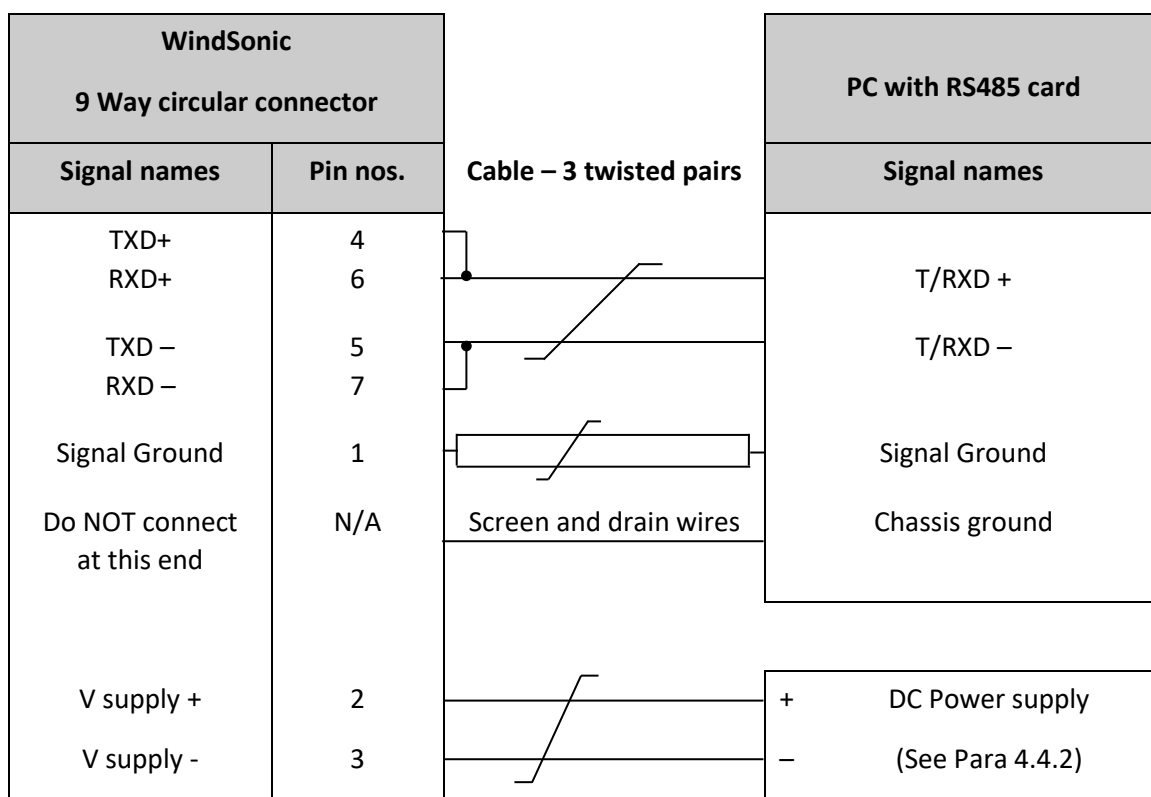 WindSonic
9 Way circular connector
PC with RS485 card
Signal names Pin nos. Cable – 3 twisted pairs Signal names
TXD+ 4
RXD+ 6 T/RXD +
TXD – 5 T/RXD –
RXD – 7
Signal Ground 1 Signal Ground
Do NOT connect N/A Screen and drain wires Chassis ground
at this end
V supply + 2 + DC Power supply
V supply - 3 – (See Para 4.4.2)